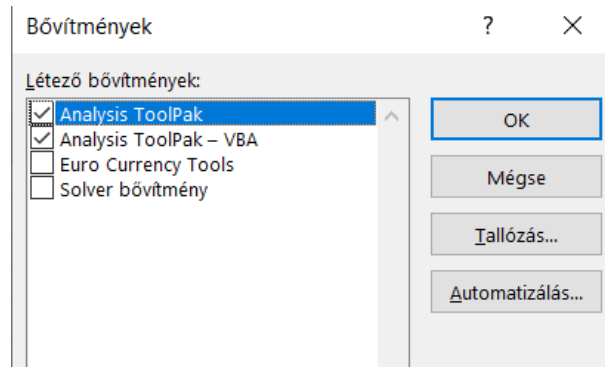 Bővítmények ? ×
Létező bővítmények:
Analysis ToolPak
Analysis ToolPak – VBA
Euro Currency Tools
Solver bővítmény
OK
Mégse
Tallózás...
Automatizálás...